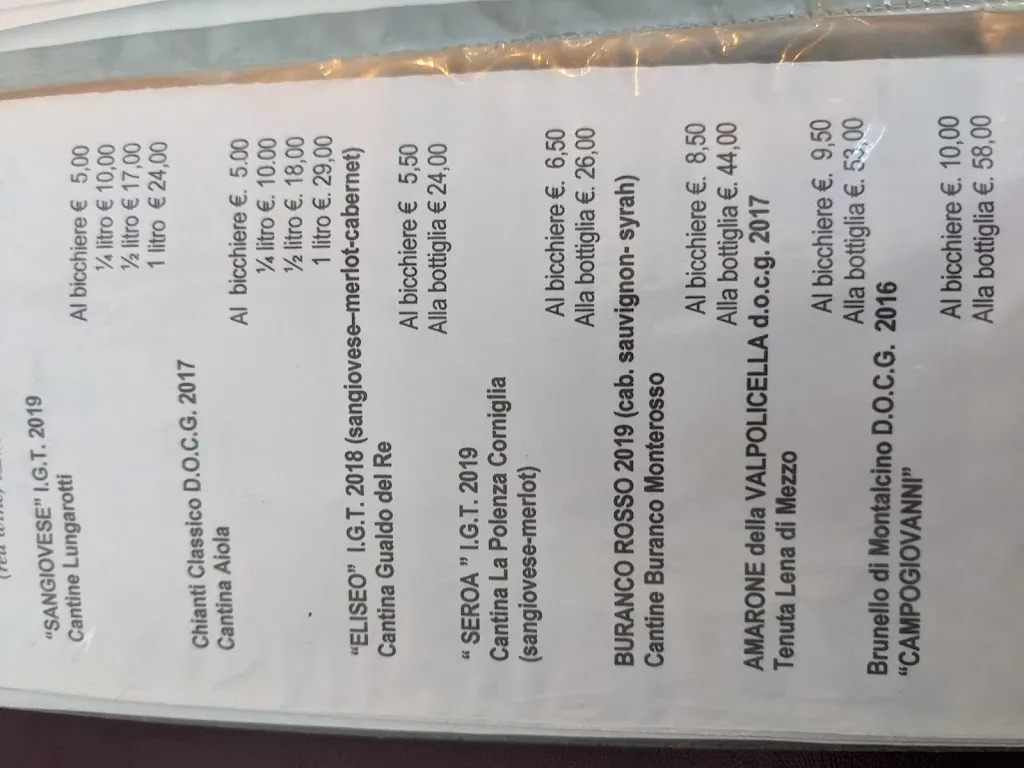 "SANGIOVESE" I.G.T. 2019
Cantine Lungarotti
Al bicchiere € 5,00
¼ litro € 10,00
½ litro € 17,00
1 litro € 24,00
Chianti Classico D.O.C.G. 2017
Cantina Aiola
Al bicchiere €. 5.00
¼ litro €. 10.00
½ litro €. 18,00
1 litro €. 29,00
"ELISEO" I.G.T. 2018 (sangiovese–merlot-cabernet)
Cantina Gualdo del Re
Al bicchiere € 5,50
Alla bottiglia € 24,00
" SEROA " I.G.T. 2019
Cantina La Polenza Corniglia
(sangiovese-merlot)
Al bicchiere €. 6,50
Alla bottiglia €. 26,00
BURANCO ROSSO 2019 (cab. sauvignon- syrah)
Cantine Buranco Monterosso
Al bicchiere €. 8,50
Alla bottiglia €. 44,00
AMARONE della VALPOLICELLA d.o.c.g. 2017
Tenuta Lena di Mezzo
Al bicchiere €. 9,50
Alla bottiglia €. 53,00
Brunello di Montalcino D.O.C.G. 2016
"CAMPOGIOVANNI"
Al bicchiere €. 10,00
Alla bottiglia €. 58,00